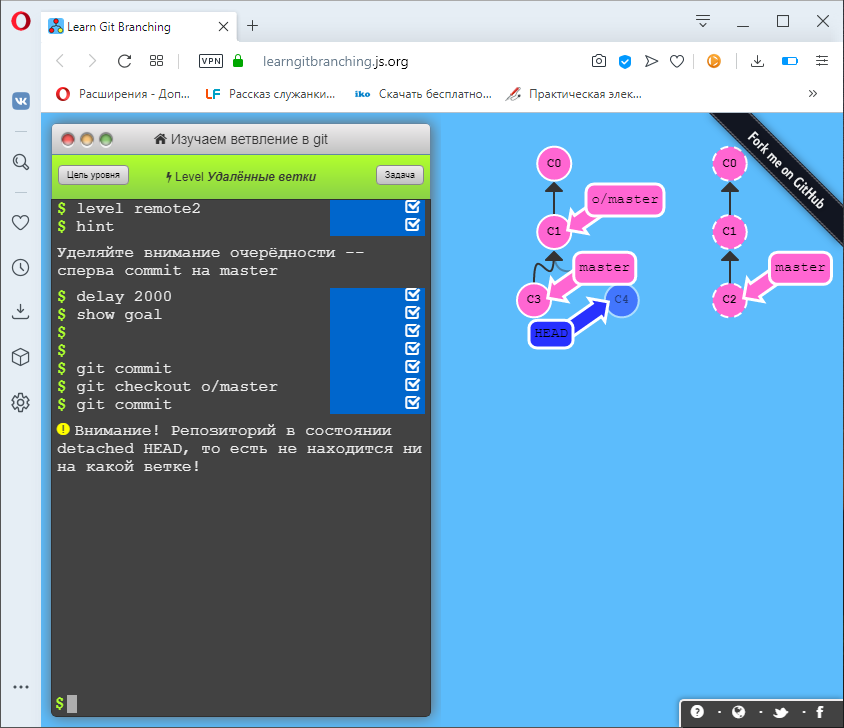 Learn Git Branching
VPN
learngitbranching.js.org
Расширения - Доп...
LF Рассказ служанки...
iko Скачать бесплатно...
Практическая элек...
Изучаем ветвление в git
Цель уровня
Level Удалённые ветки
Задача
$ level remote2
$ hint
Уделяйте внимание очерёдности --
сперва commit на master
$ delay 2000
$ show goal
$
$
$ git commit
$ git checkout o/master
$ git commit
Внимание! Репозиторий в состоянии
detached HEAD, то есть не находится ни
на какой ветке!
$
C0
o/master
C1
master
C3
C4
HEAD
C0
C1
master
C2
Fork me on GitHub